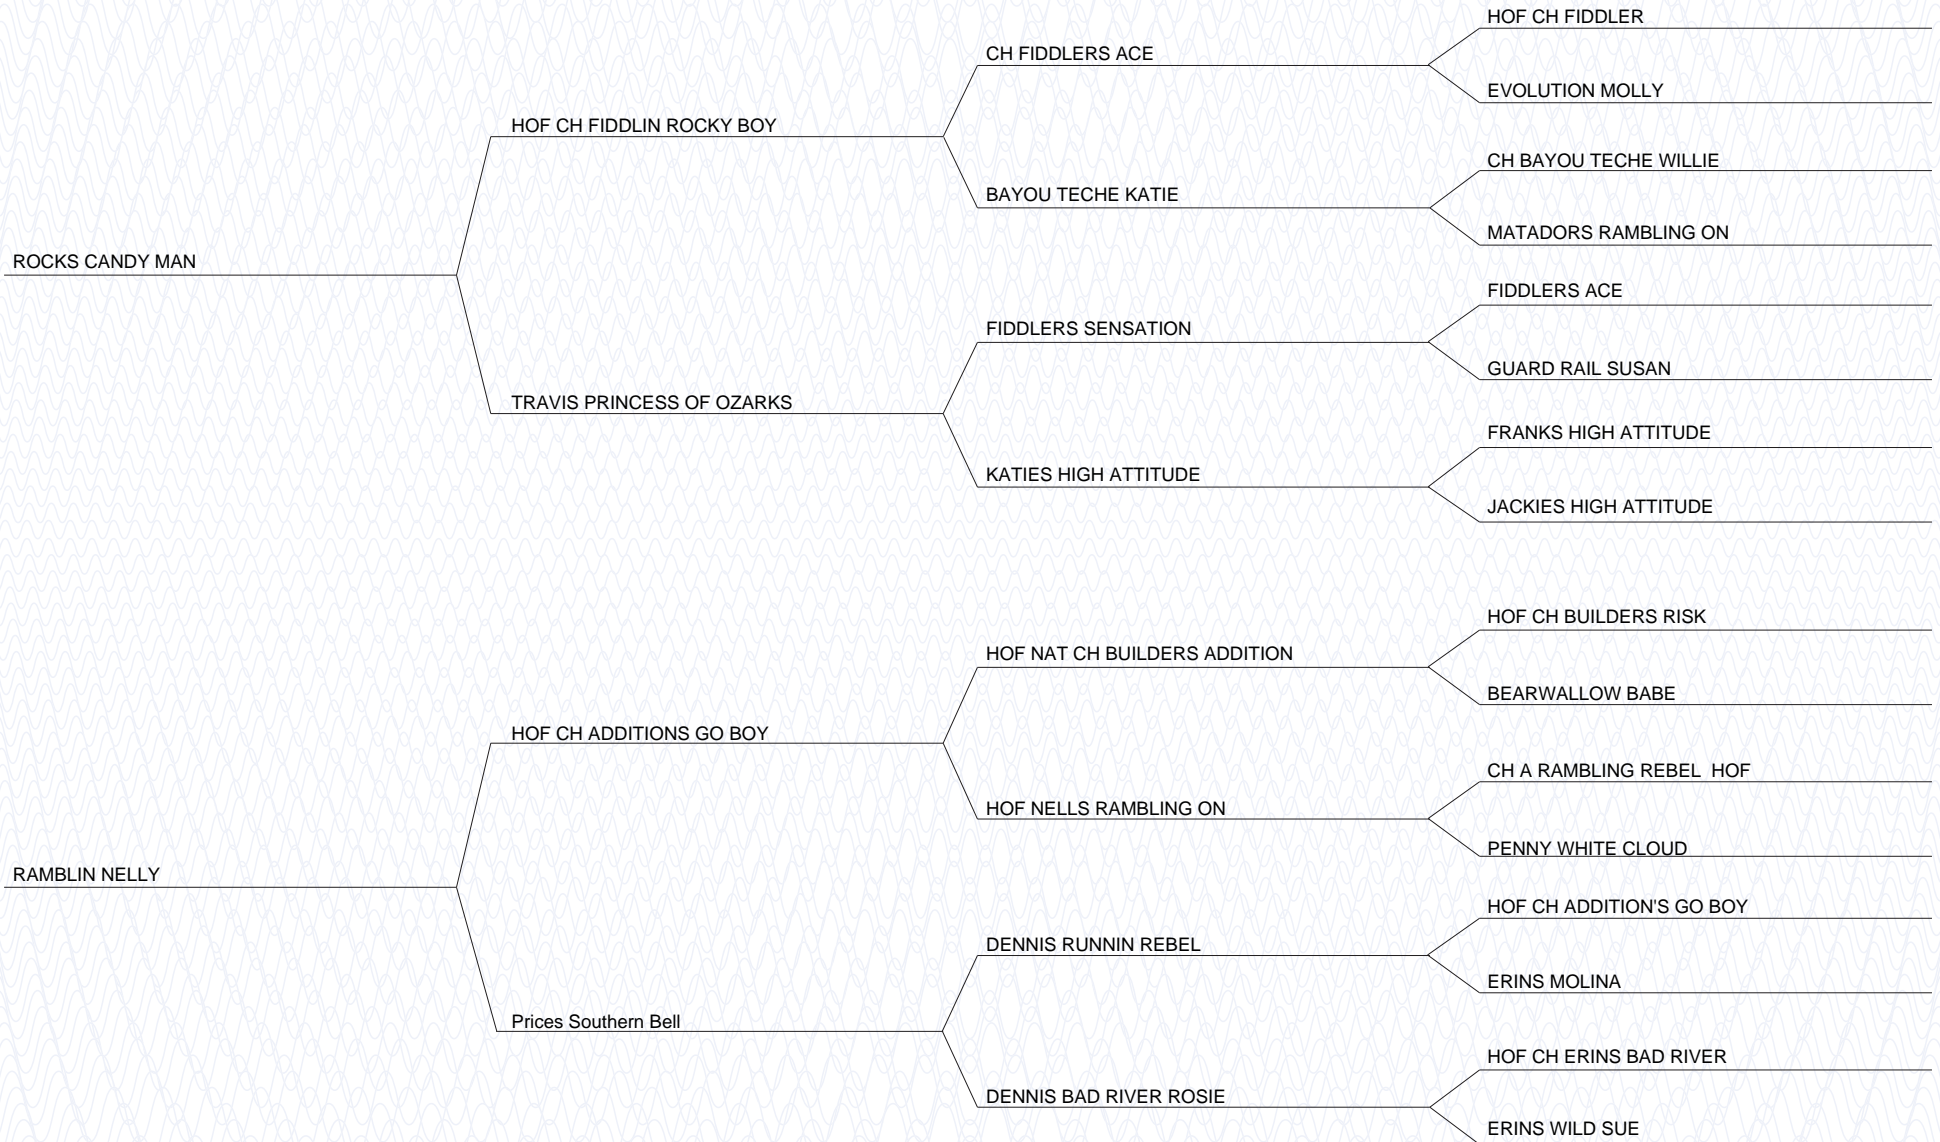 HOF CH FIDDLER
CH FIDDLERS ACE
EVOLUTION MOLLY
HOF CH FIDDLIN ROCKY BOY
CH BAYOU TECHE WILLIE
BAYOU TECHE KATIE
MATADORS RAMBLING ON
ROCKS CANDY MAN
FIDDLERS ACE
FIDDLERS SENSATION
GUARD RAIL SUSAN
TRAVIS PRINCESS OF OZARKS
FRANKS HIGH ATTITUDE
KATIES HIGH ATTITUDE
JACKIES HIGH ATTITUDE
HOF CH BUILDERS RISK
HOF NAT CH BUILDERS ADDITION
BEARWALLOW BABE
HOF CH ADDITIONS GO BOY
CH A RAMBLING REBEL  HOF
HOF NELLS RAMBLING ON
PENNY WHITE CLOUD
RAMBLIN NELLY
HOF CH ADDITION'S GO BOY
DENNIS RUNNIN REBEL
ERINS MOLINA
Prices Southern Bell
HOF CH ERINS BAD RIVER
DENNIS BAD RIVER ROSIE
ERINS WILD SUE